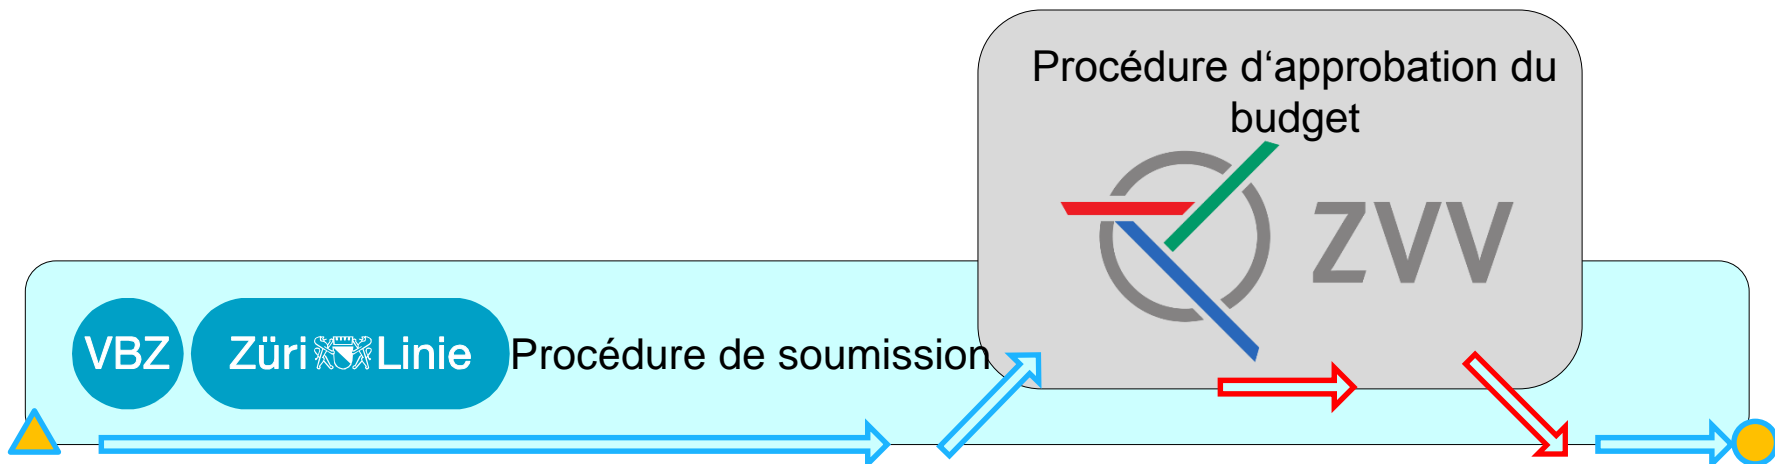 Procédure d‘approbation du
budget
ZVV
VBZ Züri Linie Procédure de soumission